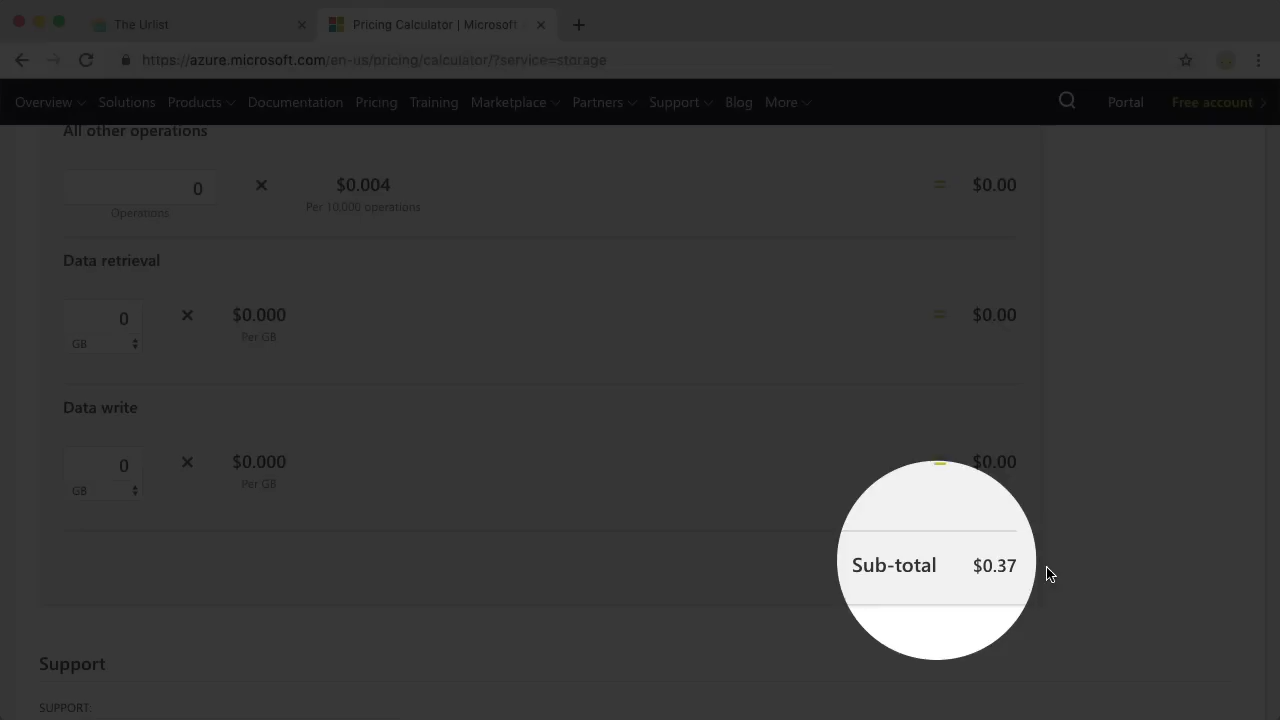 The Urlist
Pricing Calculator | Microsoft
https://azure.microsoft.com/en-us/pricing/calculator/?service=storage
Overview Solutions Products Documentation Pricing Training Marketplace Partners Support Blog More Portal Free account
All other operations
0 × $0.004 = $0.00
Operations Per 10,000 operations
Data retrieval
0 × $0.000 = $0.00
GB Per GB
Data write
0 × $0.000 = $0.00
GB Per GB
Sub-total $0.37
Support
SUPPORT: